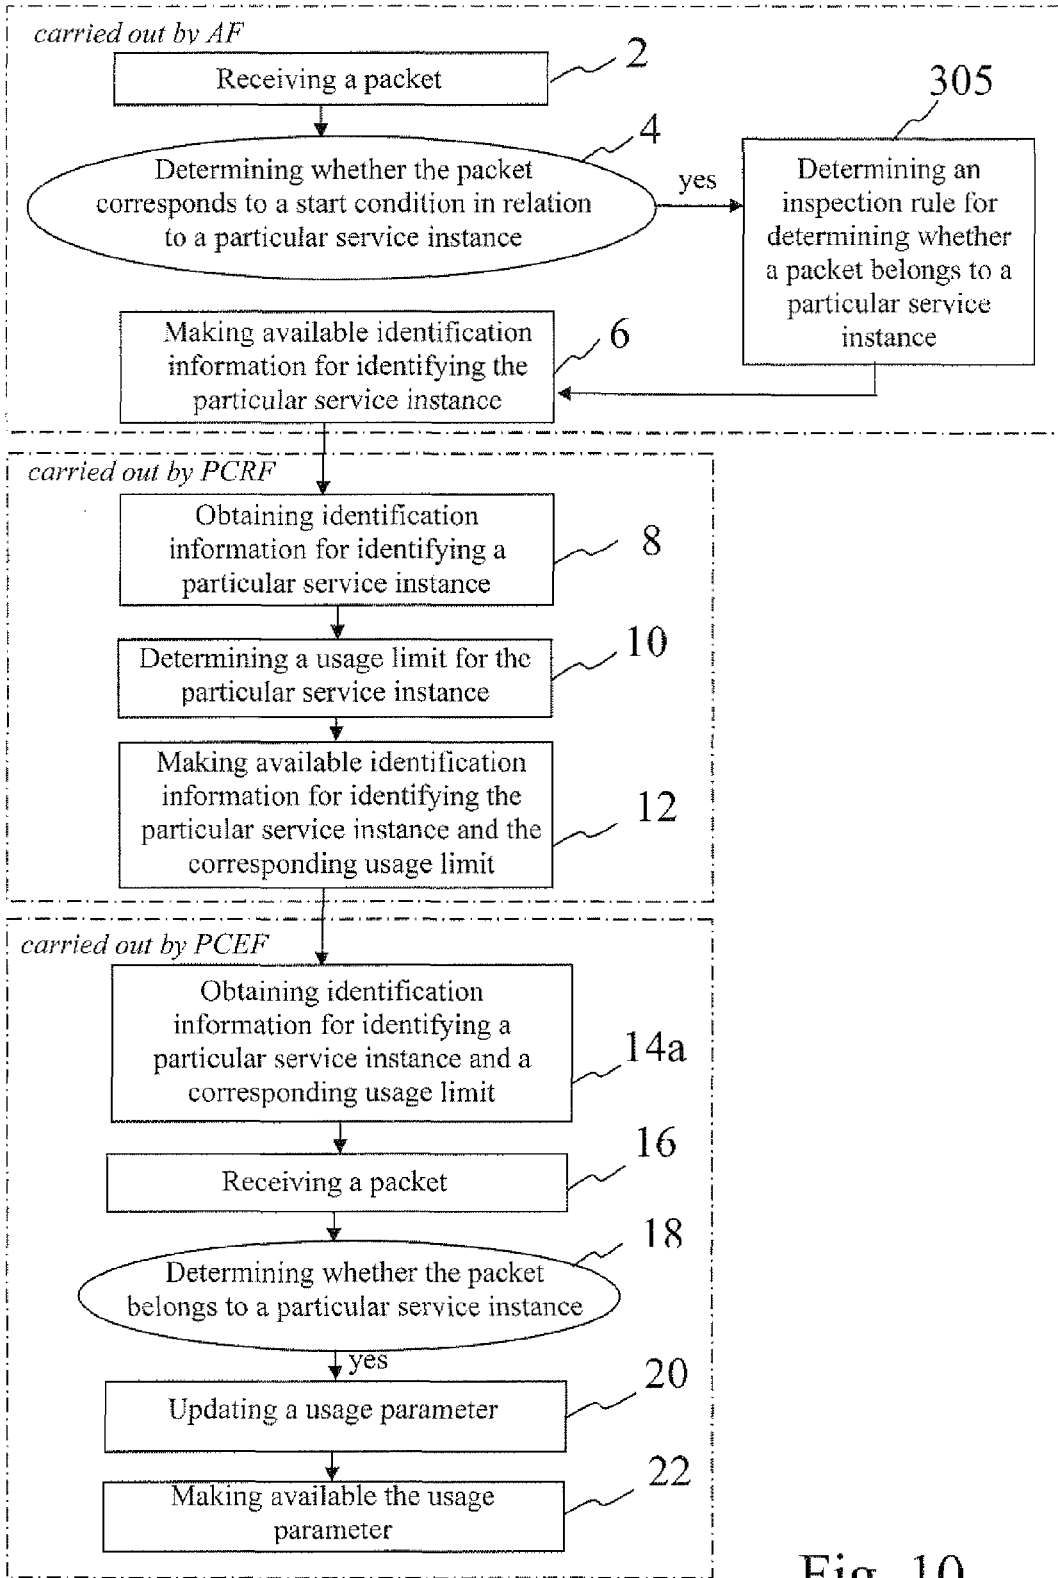 carried out by AF
Receiving a packet
2
Determining whether the packet
corresponds to a start condition in relation
to a particular service instance
4
yes
305
Determining an
inspection rule for
determining whether
a packet belongs to a
particular service
instance
Making available identification
information for identifying the
particular service instance
6
carried out by PCRF
Obtaining identification
information for identifying a
particular service instance
8
Determining a usage limit for the
particular service instance
10
Making available identification
information for identifying the
particular service instance and the
corresponding usage limit
12
carried out by PCEF
Obtaining identification
information for identifying a
particular service instance and a
corresponding usage limit
14a
Receiving a packet
16
Determining whether the packet
belongs to a particular service instance
18
yes
Updating a usage parameter
20
Making available the usage
parameter
22
Fig. 10